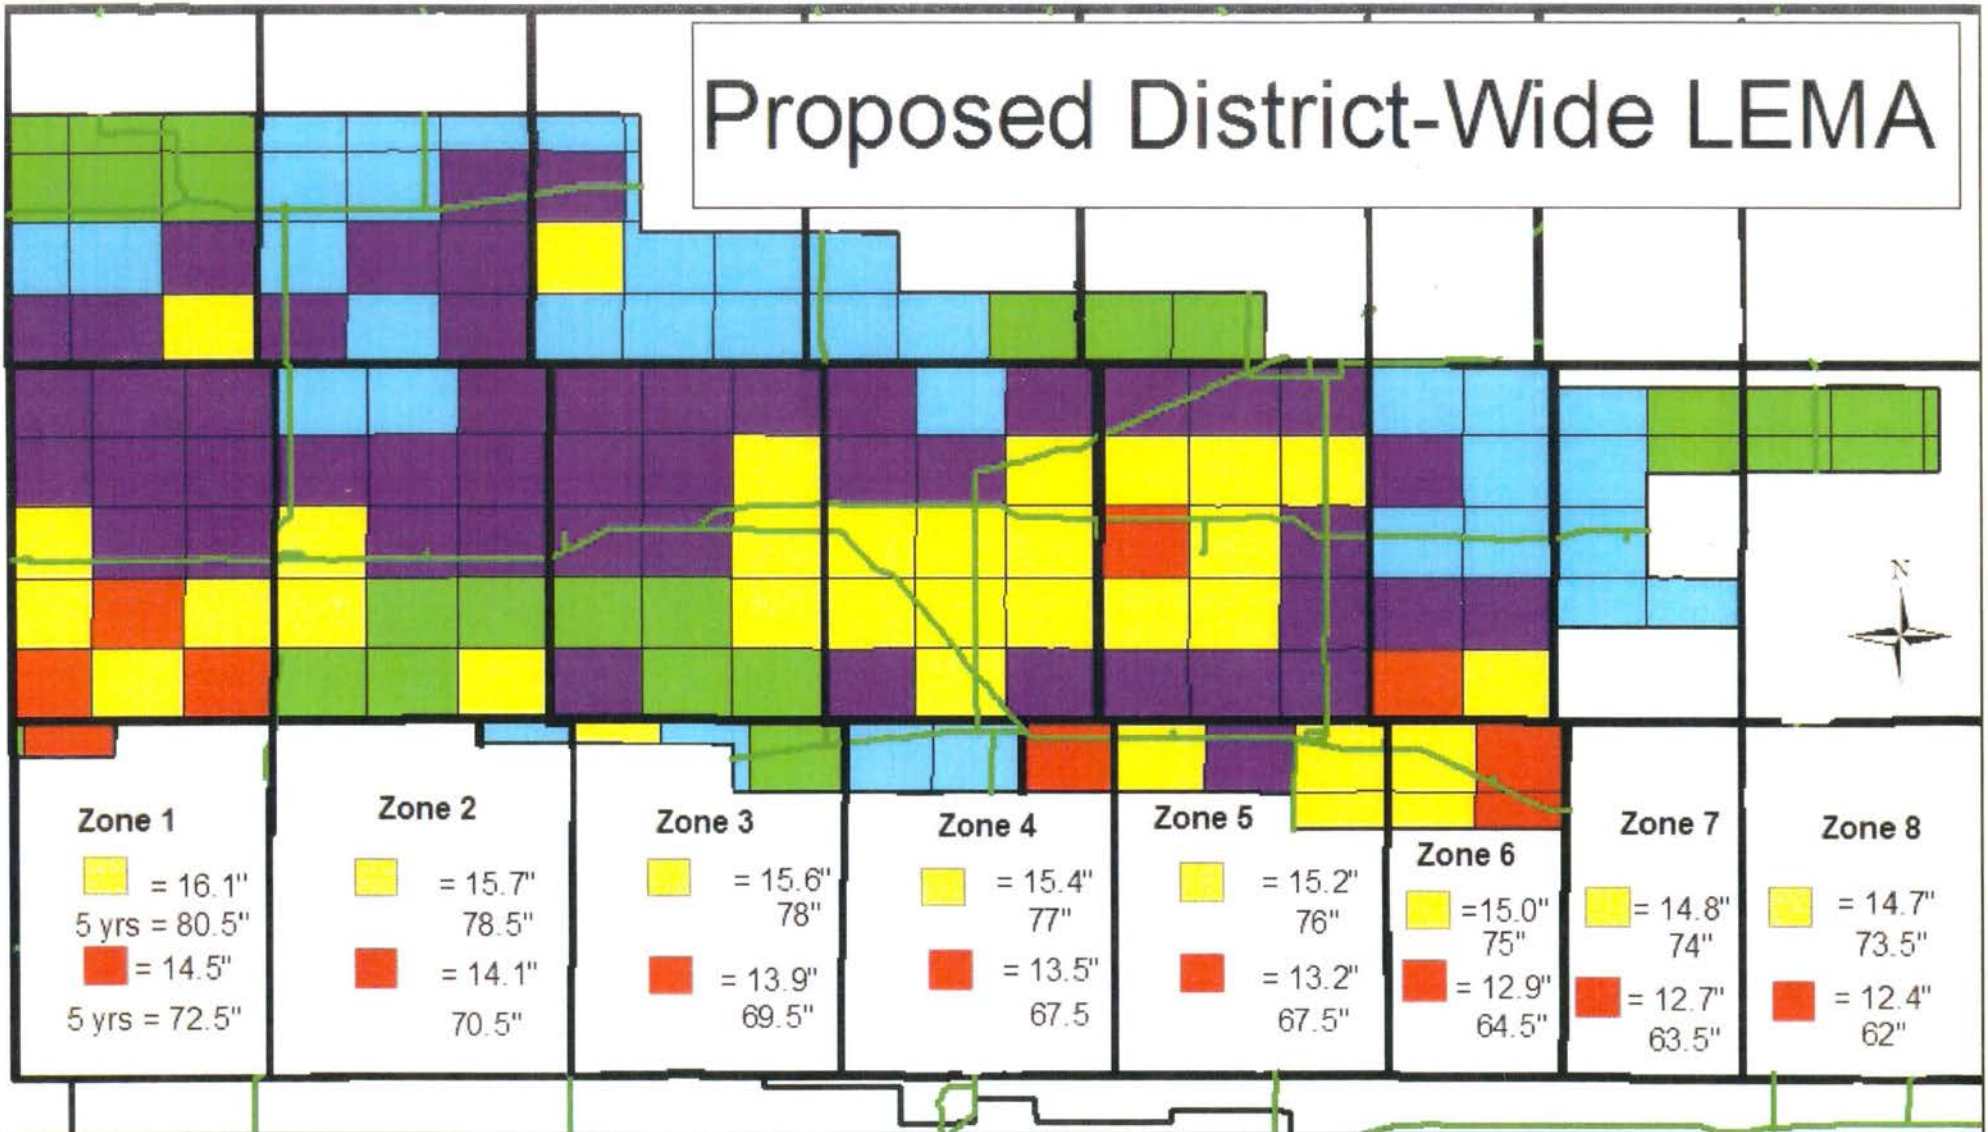 Proposed District-Wide LEMA
N
Zone 1
= 16.1"
5 yrs = 80.5"
= 14.5"
5 yrs = 72.5"
Zone 2
= 15.7"
78.5"
= 14.1"
70.5"
Zone 3
= 15.6"
78"
= 13.9"
69.5"
Zone 4
= 15.4"
77"
= 13.5"
67.5
Zone 5
= 15.2"
76"
= 13.2"
67.5"
Zone 6
=15.0"
75"
= 12.9"
64.5"
Zone 7
= 14.8"
74"
= 12.7"
63.5"
Zone 8
= 14.7"
73.5"
= 12.4"
62"